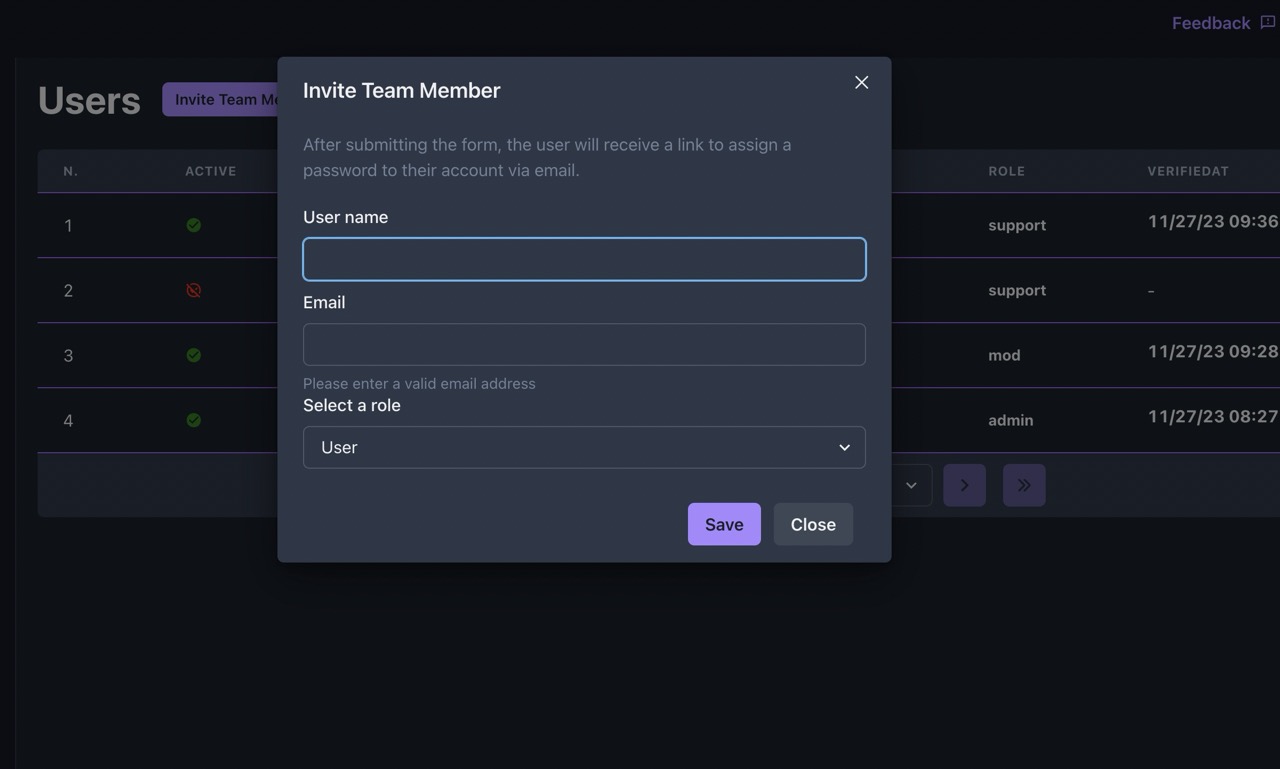 Feedback
Users
Invite Team Me
Invite Team Member
After submitting the form, the user will receive a link to assign a
password to their account via email.
User name
Email
Please enter a valid email address
Select a role
User
Save Close
N. ACTIVE ROLE VERIFIEDAT
1 support 11/27/23 09:36
2 support -
3 mod 11/27/23 09:28
4 admin 11/27/23 08:27